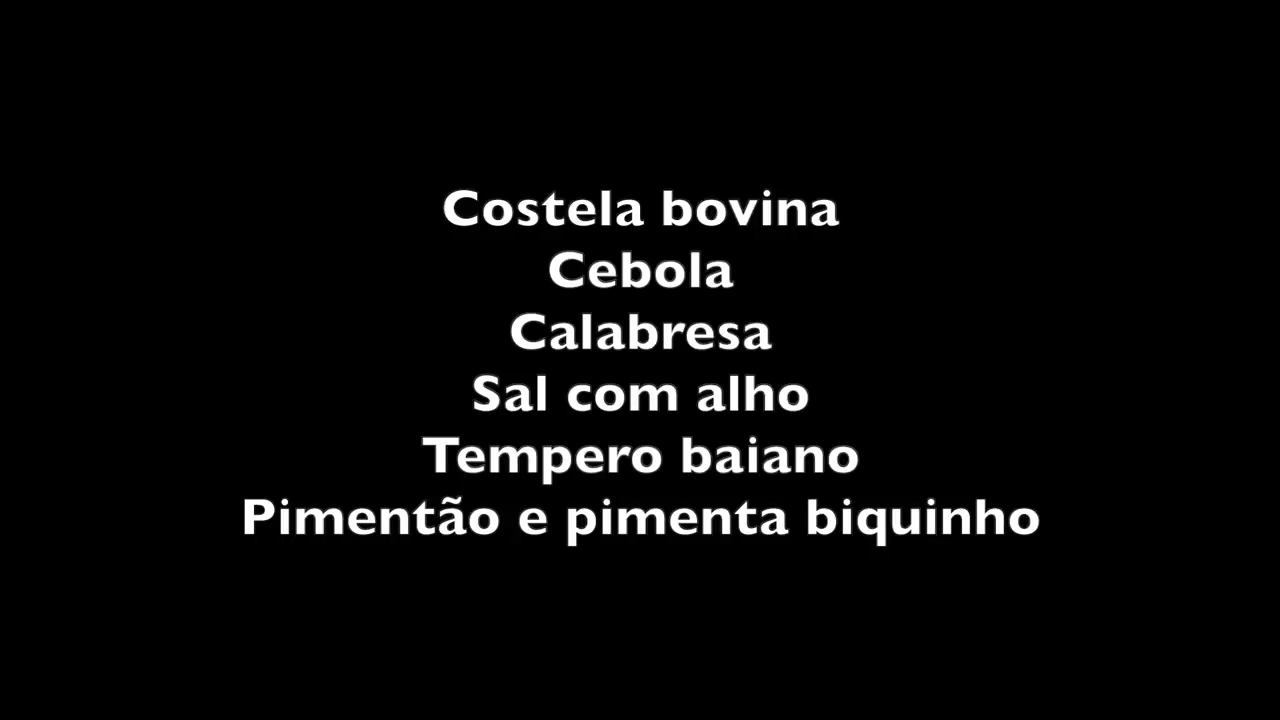 Costela bovina
Cebola
Calabresa
Sal com alho
Tempero baiano
Pimentão e pimenta biquinho